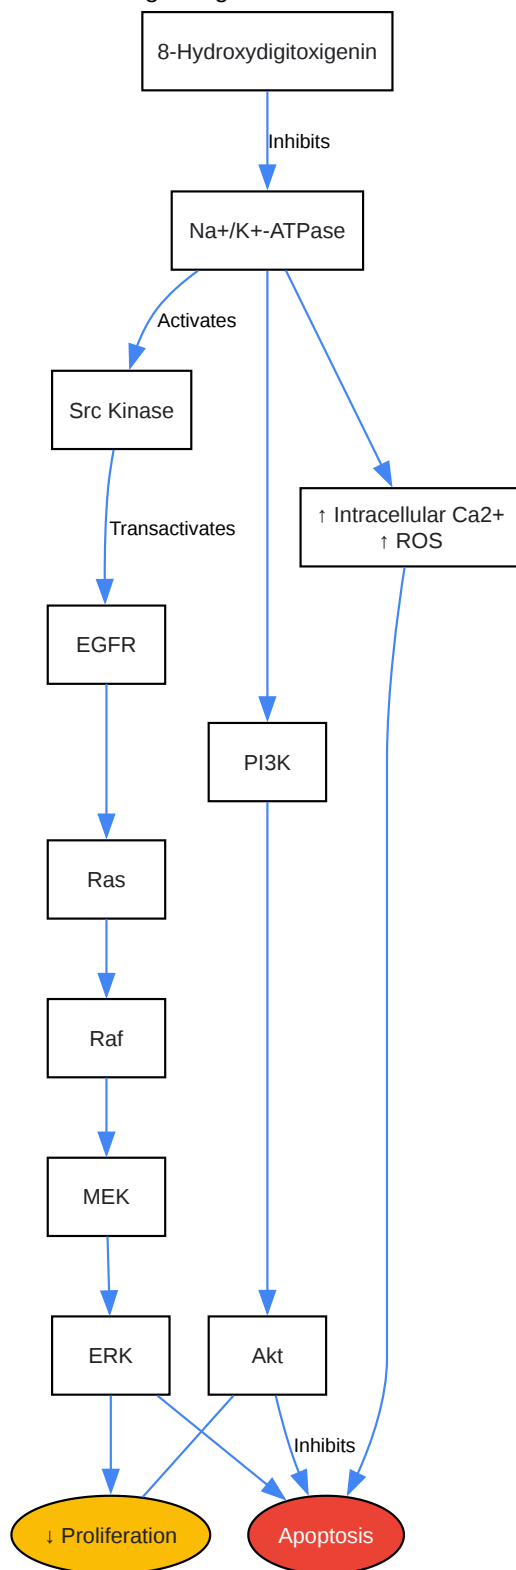 8-Hydroxydigitoxigenin
Inhibits
Na+/K+-ATPase
Activates
Src Kinase
↑ Intracellular Ca2+
↑ ROS
Transactivates
EGFR
PI3K
Ras
Raf
MEK
ERK
Akt
Inhibits
↓ Proliferation
Apoptosis